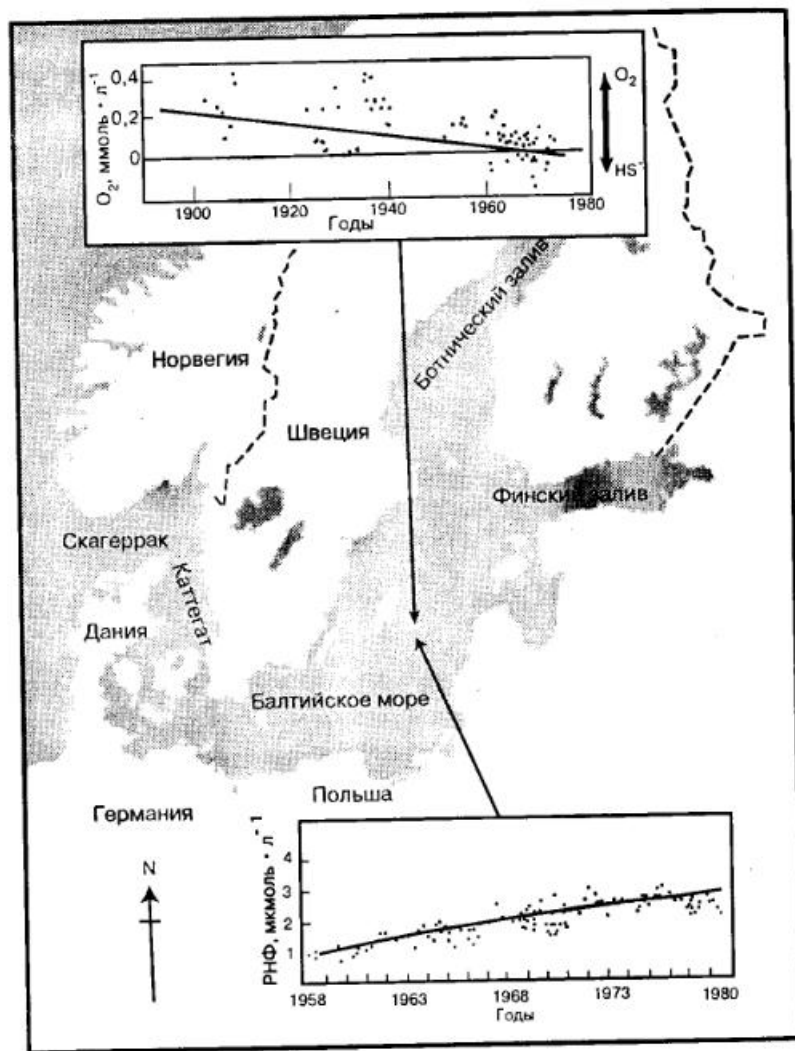 O₂, ммоль · л⁻¹
0,4
0,2
0
O₂
HS⁻
1900 1920 1940 1960 1980
Годы
Ботнический залив
Норвегия
Швеция
Финский залив
Скагеррак
Каттегат
Дания
Балтийское море
Польша
Германия
N
РНФ, мкмоль · л⁻¹
4
3
2
1
1958 1963 1968 1973 1980
Годы